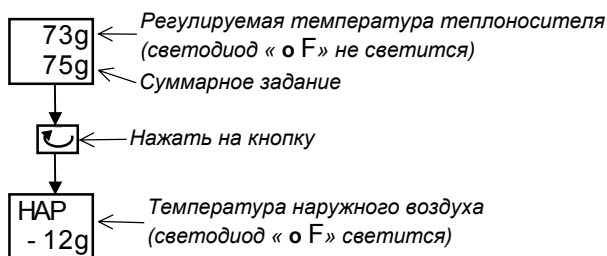 73g
75g
Регулируемая температура теплоносителя
(светодиод « o F» не светится)
Суммарное задание
Нажать на кнопку
НАР
- 12g
Температура наружного воздуха
(светодиод « o F» светится)